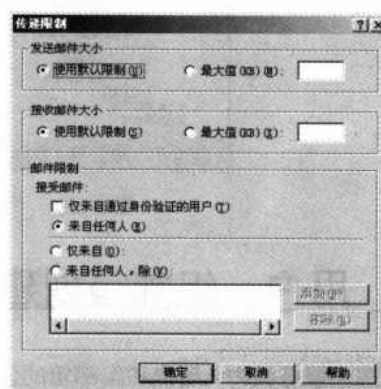 传递限制
发送邮件大小
使用默认限制(U) 最大值(KB)(M):
接收邮件大小
使用默认限制(S) 最大值(KB)(X):
邮件限制
接受邮件:
仅来自通过身份验证的用户(T)
来自任何人(E)
仅来自(O):
来自任何人，除(V):
添加(D)...
确定 取消 帮助